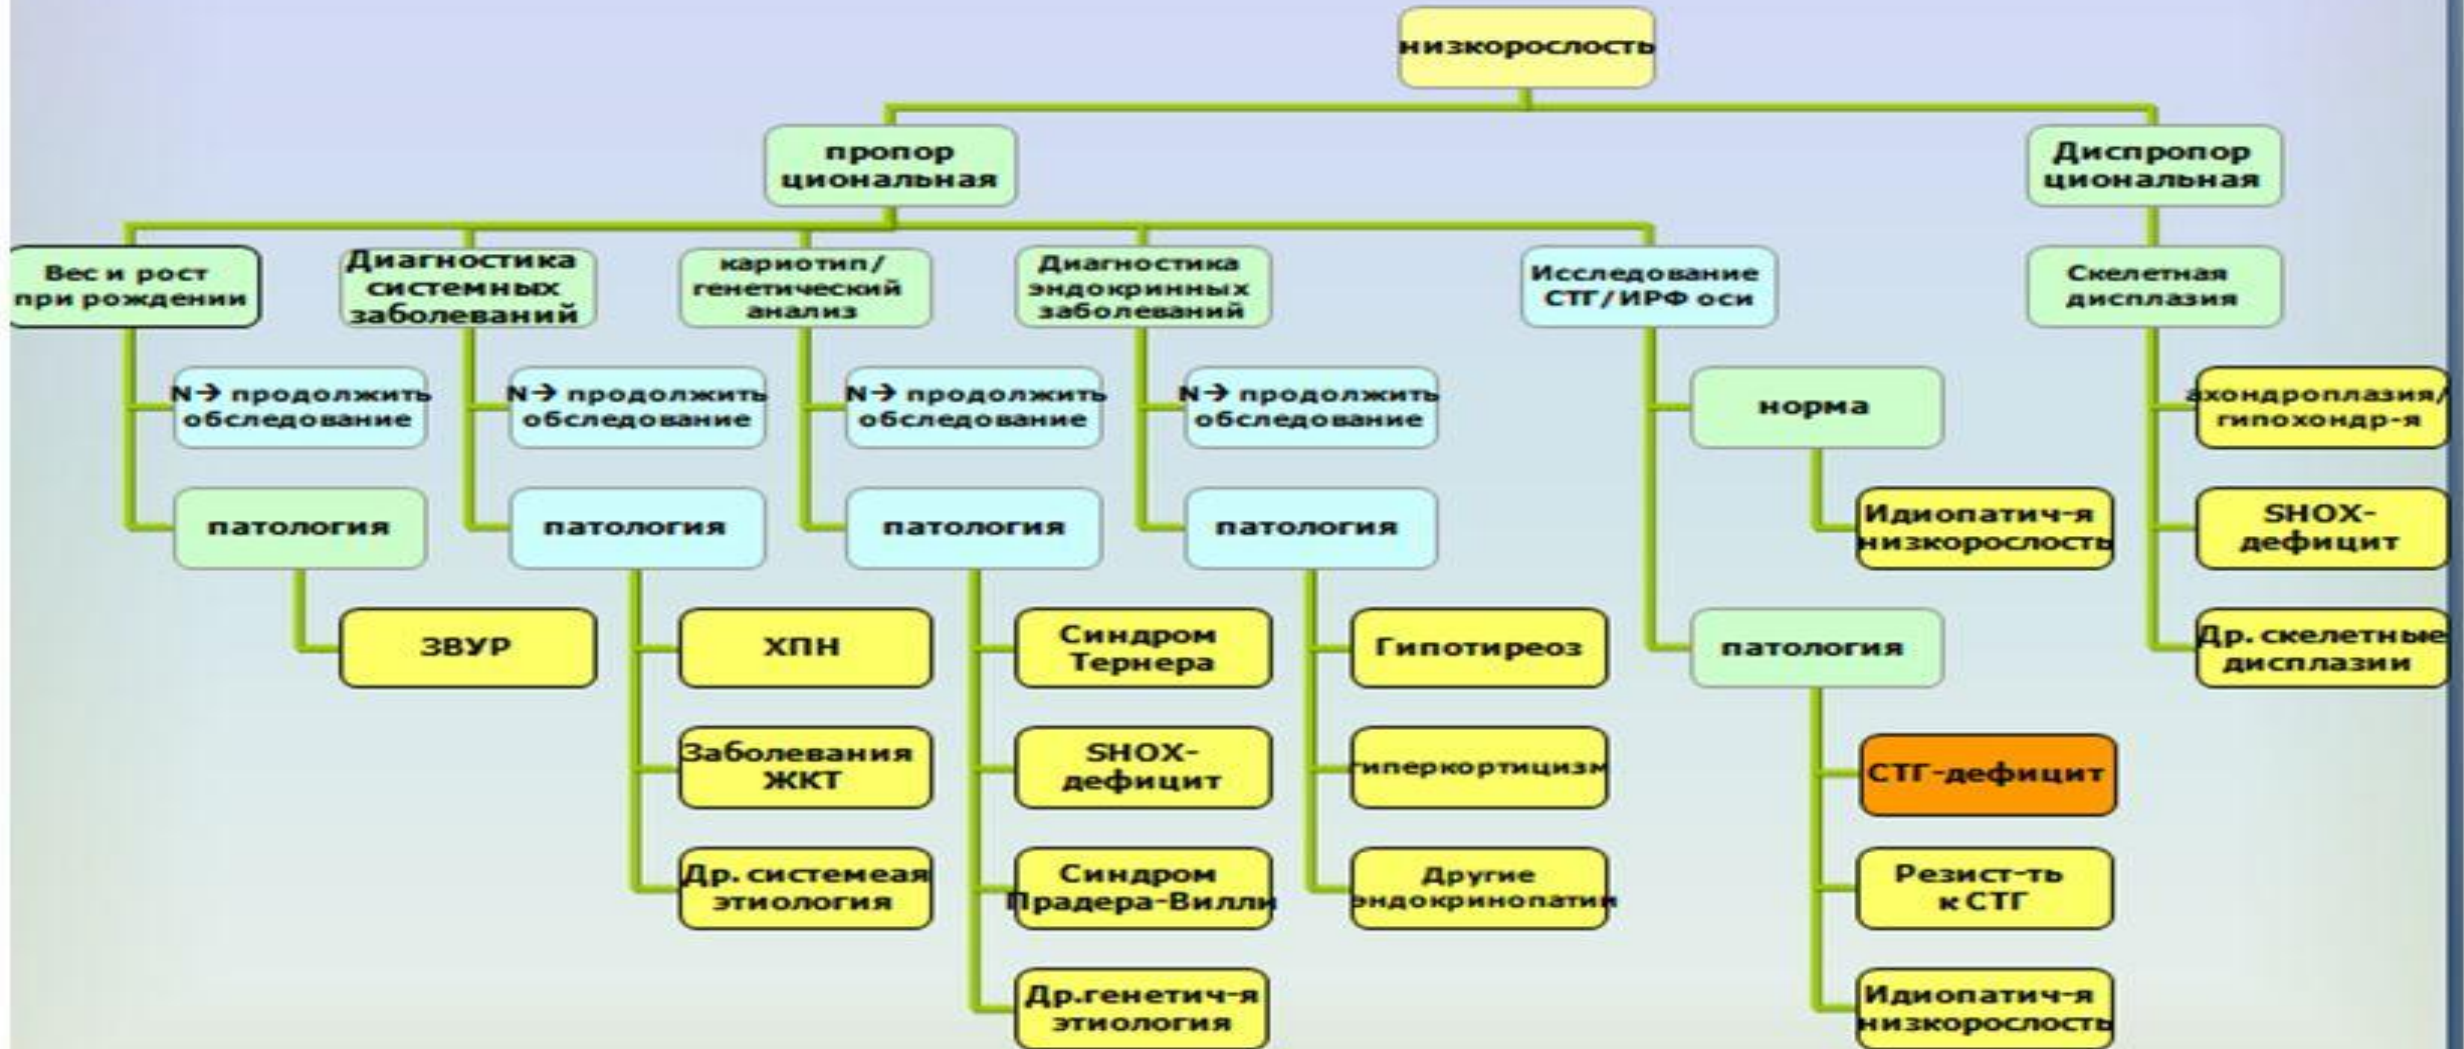 низкорослость
пропор
циональная
Диспропор
циональная
Вес и рост
при рождении
Диагностика
системных
заболеваний
кариотип/
генетический
анализ
Диагностика
эндокринных
заболеваний
Исследование
СТГ/ИРФ оси
Скелетная
дисплазия
N→ продолжить
обследование
N→ продолжить
обследование
N→ продолжить
обследование
N→ продолжить
обследование
норма
ахондроплазия/
гипохондр-я
патология
патология
патология
патология
Идиопатич-я
низкорослость
SHOX-
дефицит
ЗВУР
ХПН
Синдром
Тернера
Гипотиреоз
патология
Др. скелетные
дисплазии
Заболевания
ЖКТ
SHOX-
дефицит
гиперкортицизм
СТГ-дефицит
Др. системеая
этиология
Синдром
Прадера-Вилли
Другие
эндокринопатии
Резист-ть
к СТГ
Др.генетич-я
этиология
Идиопатич-я
низкорослость